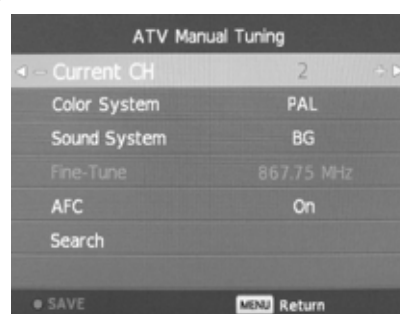 ATV Manual Tuning
Current CH 2
Color System PAL
Sound System BG
Fine-Tune 867.75 MHz
AFC On
Search
SAVE MENU Return